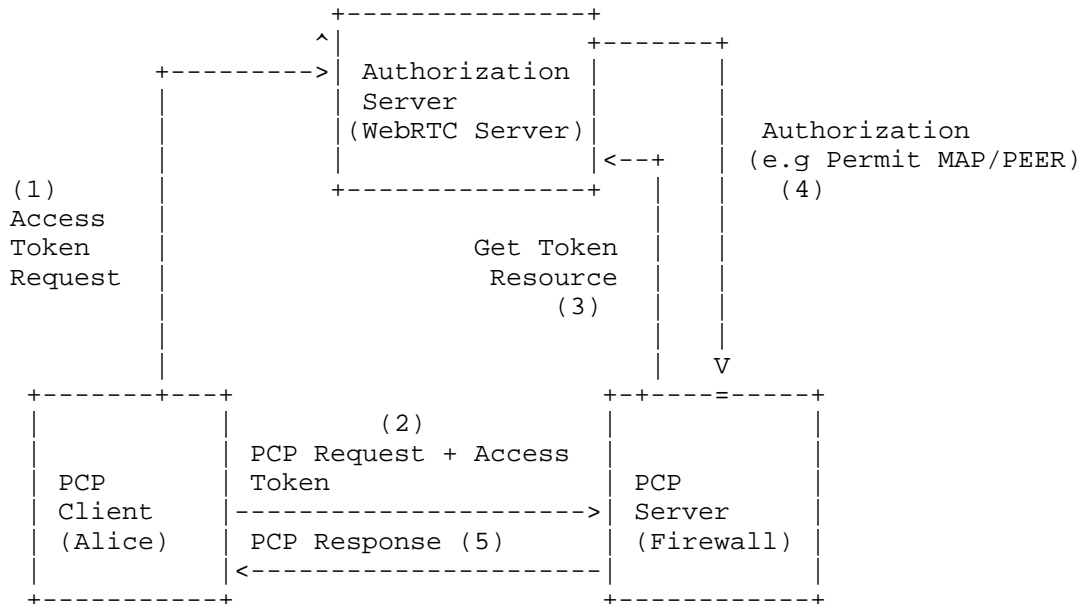 Authorization
Server
(WebRTC Server)
Authorization
(e.g Permit MAP/PEER)
(4)
(1)
Access
Token
Request
Get Token
Resource
(3)
(2)
PCP Request + Access
Token
PCP
Client
(Alice)
PCP Response (5)
PCP
Server
(Firewall)